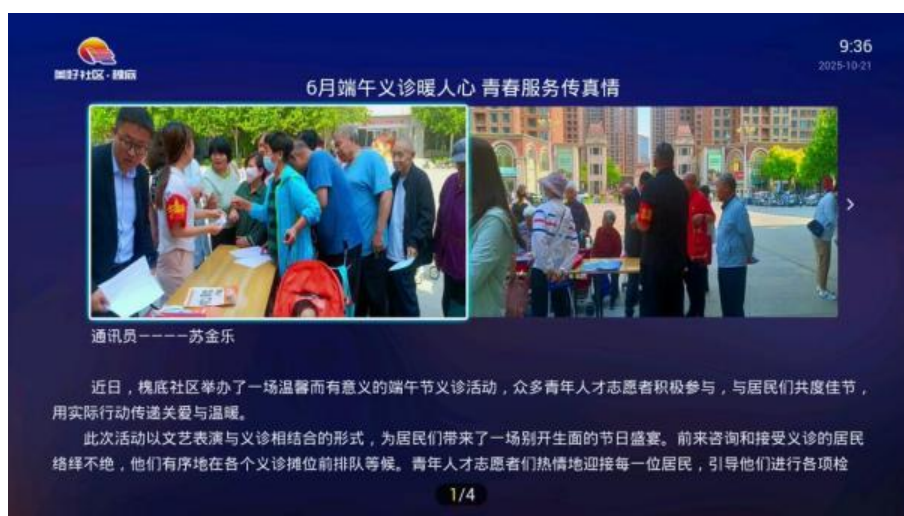 9:36
2025-10-21
美好社区·槐底
6月端午义诊暖人心 青春服务传真情
通讯员----苏金乐
近日，槐底社区举办了一场温馨而有意义的端午节义诊活动，众多青年人才志愿者积极参与，与居民们共度佳节，
用实际行动传递关爱与温暖。
此次活动以文艺表演与义诊相结合的形式，为居民们带来了一场别开生面的节日盛宴。前来咨询和接受义诊的居民
络绎不绝，他们有序地在各个义诊摊位前排队等候。青年人才志愿者们热情地迎接每一位居民，引导他们进行各项检
1/4